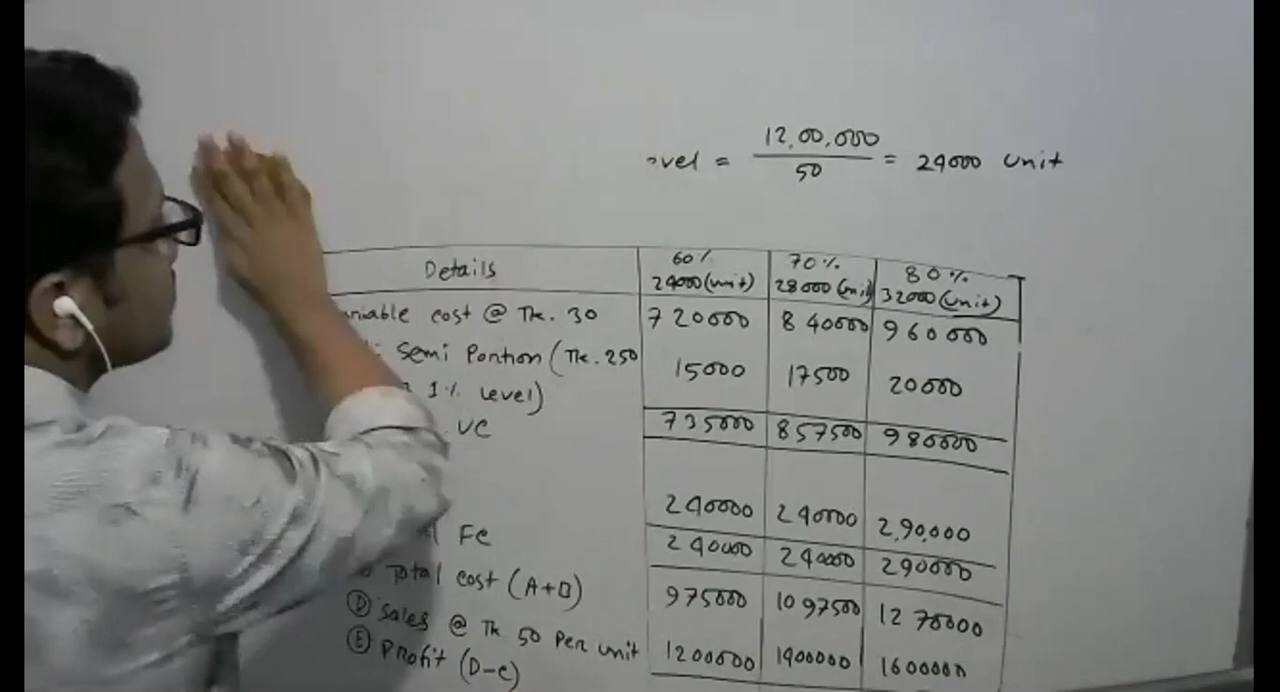 12,00,000
vel = ———— = 24000 Unit
50
Details 60% 70% 80%
24000 (unit) 28000 (unit) 32000 (unit)
ariable cost @ Tk. 30 720000 840000 960000
Semi Portion (Tk. 250 15000 17500 20000
1% Level)
VC 735000 857500 980000
240000 240000 2,90,000
FC 240000 240000 290000
Total cost (A+B) 975000 1097500 1270000
(D) Sales @ Tk 50 Per unit 1200000 1400000 1600000
(E) Profit (D-C)